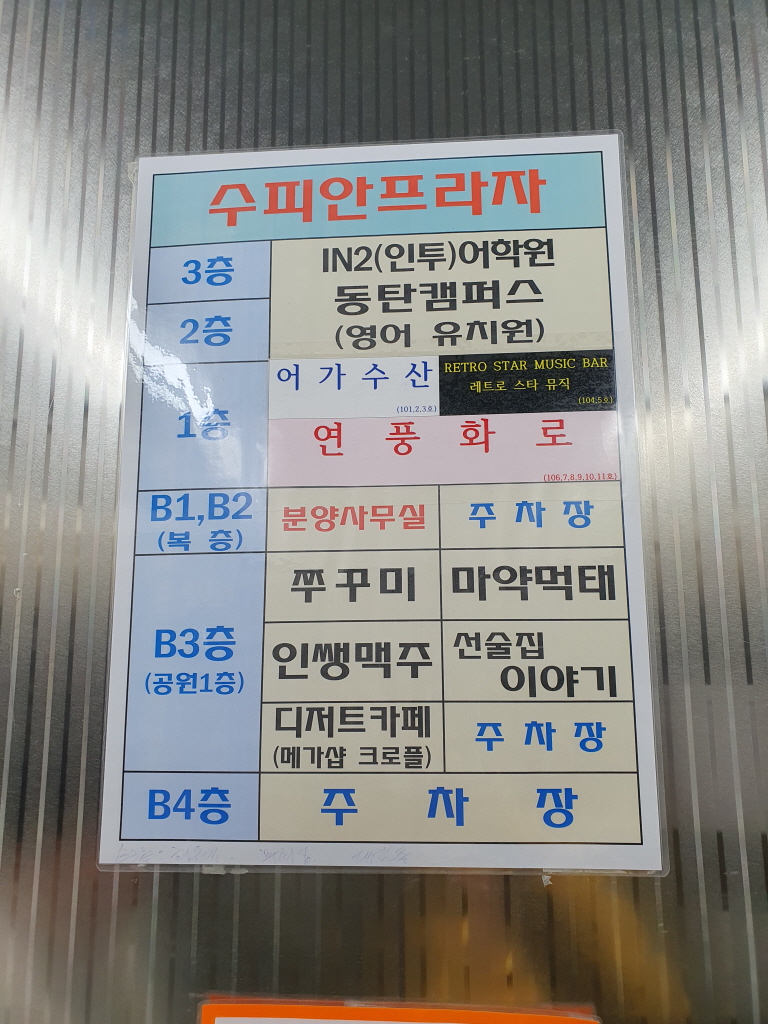 수피안프라자
3층
IN2(인투)어학원
동탄캠퍼스
2층
(영어 유치원)
1층
어 가 수 산
(101,2,3호)
RETRO STAR MUSIC BAR
레트로 스타 뮤직
(104,5호)
연 풍 화 로
(106,7,8,9,10,11호)
B1,B2
(복 층)
분양사무실
주 차 장
B3층
(공원1층)
쭈꾸미
마약먹태
인쌩맥주
선술집
이야기
디저트카페
(메가샵 크로플)
주 차 장
B4층
주 차 장